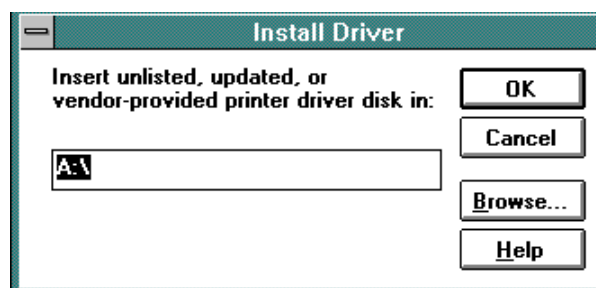 Install Driver
Insert unlisted, updated, or
vendor-provided printer driver disk in:
A:\
OK
Cancel
Browse...
Help